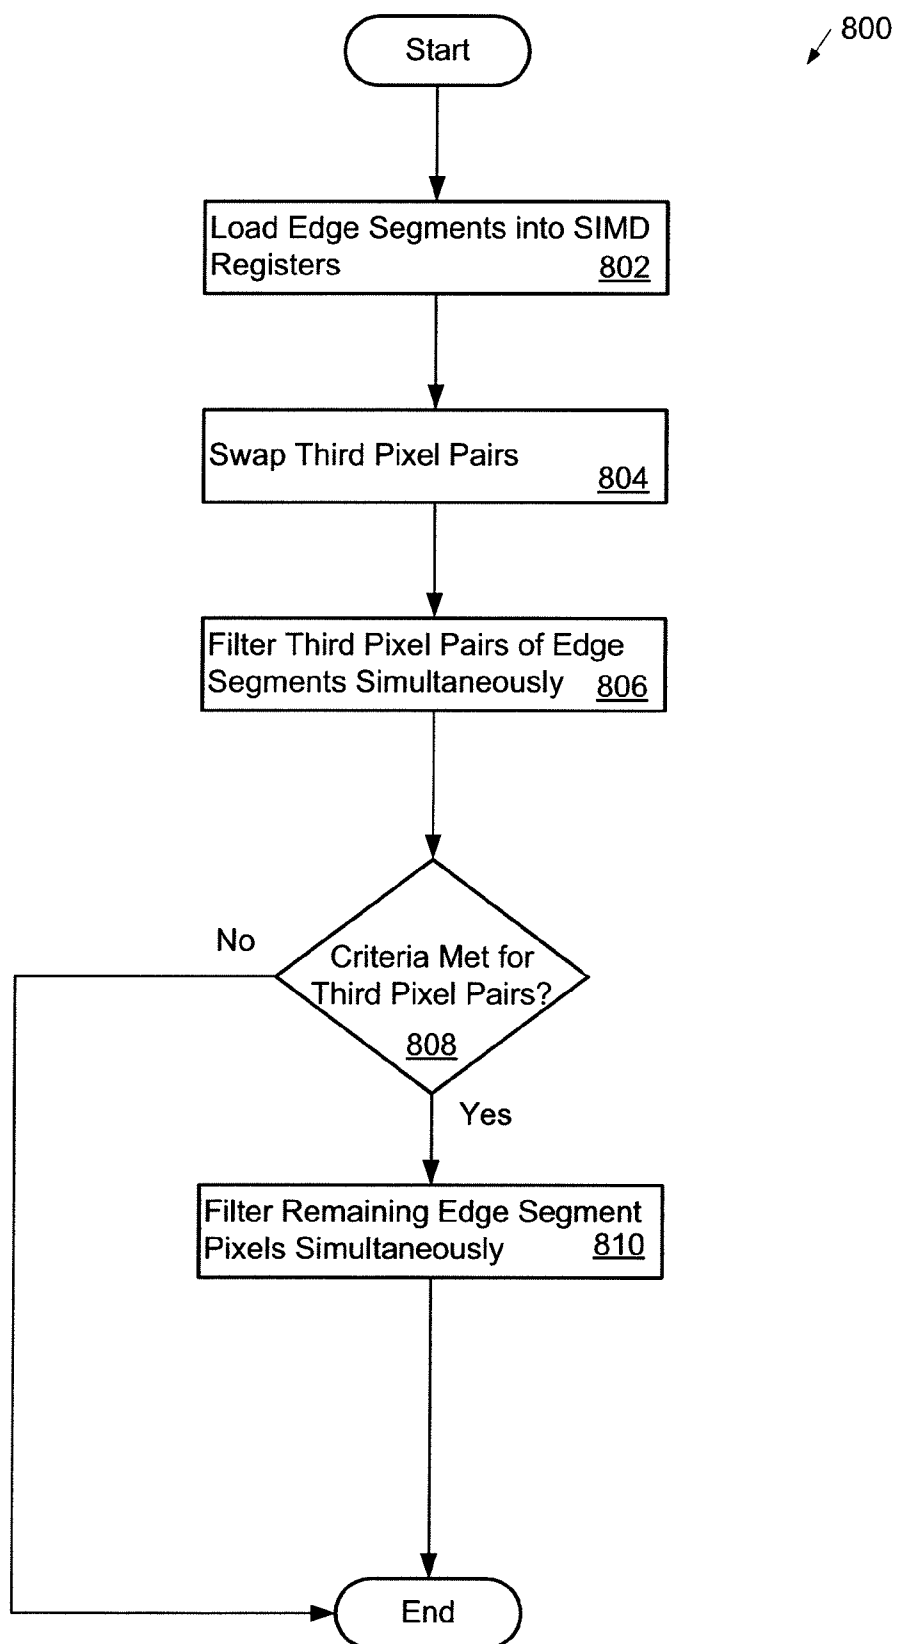 800
Start
Load Edge Segments into SIMD
Registers 802
Swap Third Pixel Pairs
804
Filter Third Pixel Pairs of Edge
Segments Simultaneously 806
No
Criteria Met for
Third Pixel Pairs?
808
Yes
Filter Remaining Edge Segment
Pixels Simultaneously 810
End